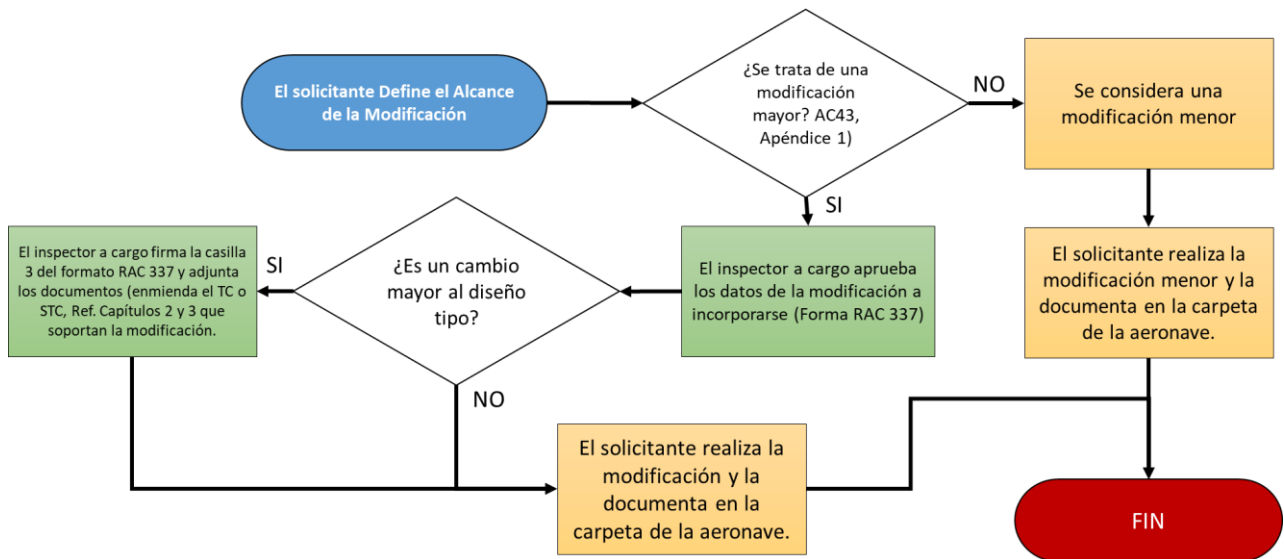 El solicitante Define el Alcance
de la Modificación
¿Se trata de una
modificación
mayor? AC43,
Apéndice 1)
NO
Se considera una
modificación menor
SI
El inspector a cargo firma la casilla
3 del formato RAC 337 y adjunta
los documentos (enmienda el TC o
STC, Ref. Capítulos 2 y 3 que
soportan la modificación.
SI
¿Es un cambio
mayor al diseño
tipo?
El inspector a cargo aprueba
los datos de la modificación a
incorporarse (Forma RAC 337)
El solicitante realiza la
modificación menor y la
documenta en la carpeta
de la aeronave.
NO
El solicitante realiza la
modificación y la
documenta en la
carpeta de la aeronave.
FIN